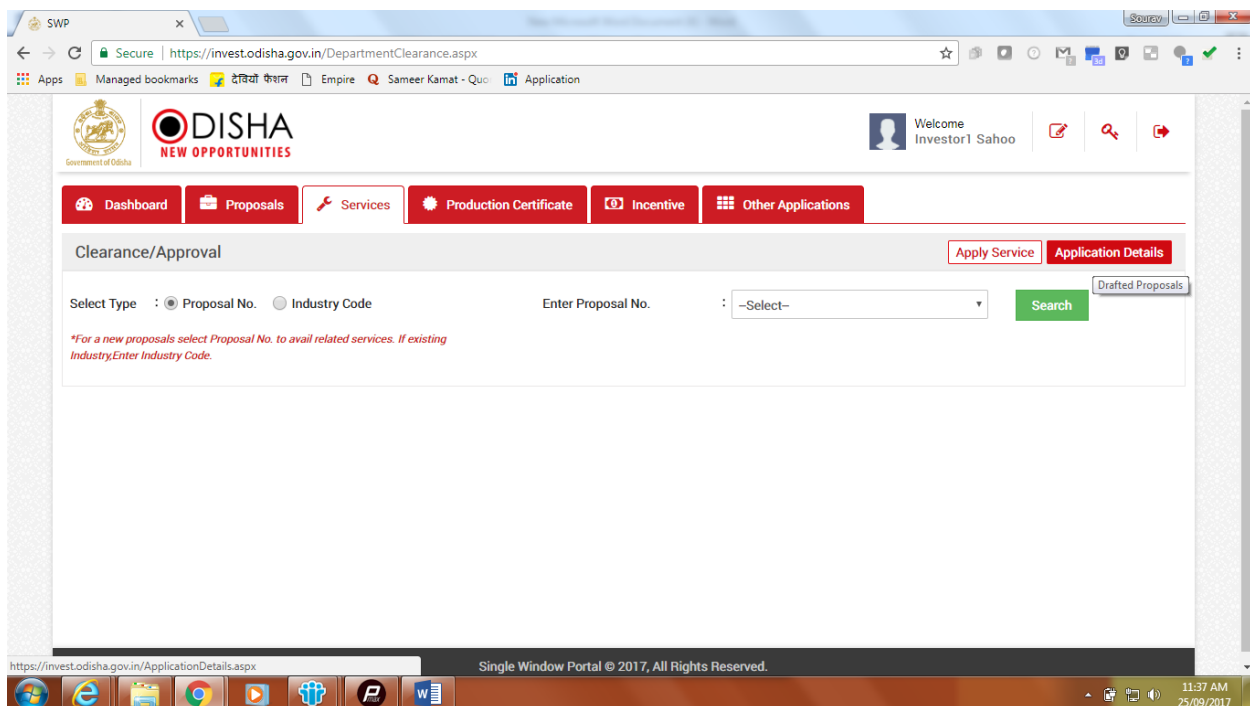 Sourav
SWP
Secure | https://invest.odisha.gov.in/DepartmentClearance.aspx
Apps Managed bookmarks देवियों फैशन Empire Sameer Kamat - Quo Application
Government of Odisha
ODISHA
NEW OPPORTUNITIES
Welcome
Investor1 Sahoo
Dashboard Proposals Services Production Certificate Incentive Other Applications
Clearance/Approval Apply Service Application Details
Drafted Proposals
Select Type : Proposal No. Industry Code Enter Proposal No. : --Select-- Search
*For a new proposals select Proposal No. to avail related services. If existing
Industry,Enter Industry Code.
https://invest.odisha.gov.in/ApplicationDetails.aspx
Single Window Portal © 2017, All Rights Reserved.
11:37 AM
25/09/2017